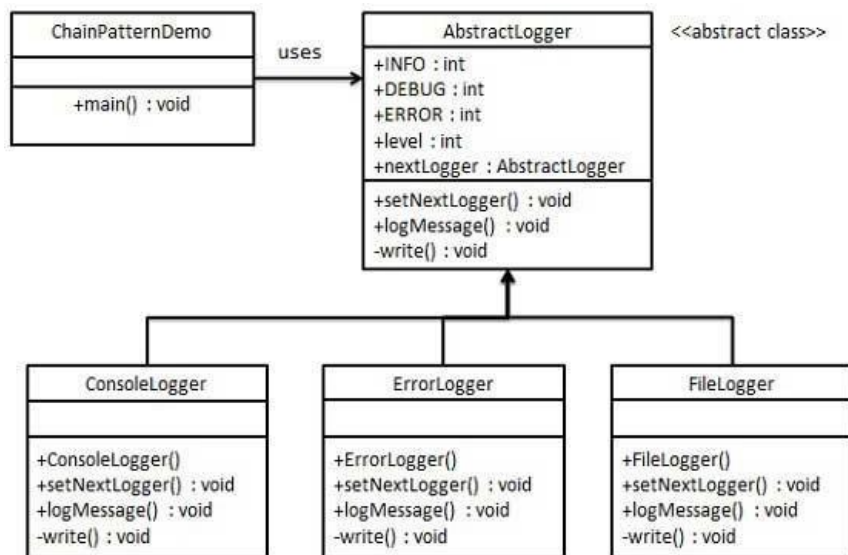 ChainPatternDemo
+main() : void
uses
AbstractLogger
<<abstract class>>
+INFO : int
+DEBUG : int
+ERROR : int
+level : int
+nextLogger : AbstractLogger
+setNextLogger() : void
+logMessage() : void
-write() : void
ConsoleLogger
+ConsoleLogger()
+setNextLogger() : void
+logMessage() : void
-write() : void
ErrorLogger
+ErrorLogger()
+setNextLogger() : void
+logMessage() : void
-write() : void
FileLogger
+FileLogger()
+setNextLogger() : void
+logMessage() : void
-write() : void